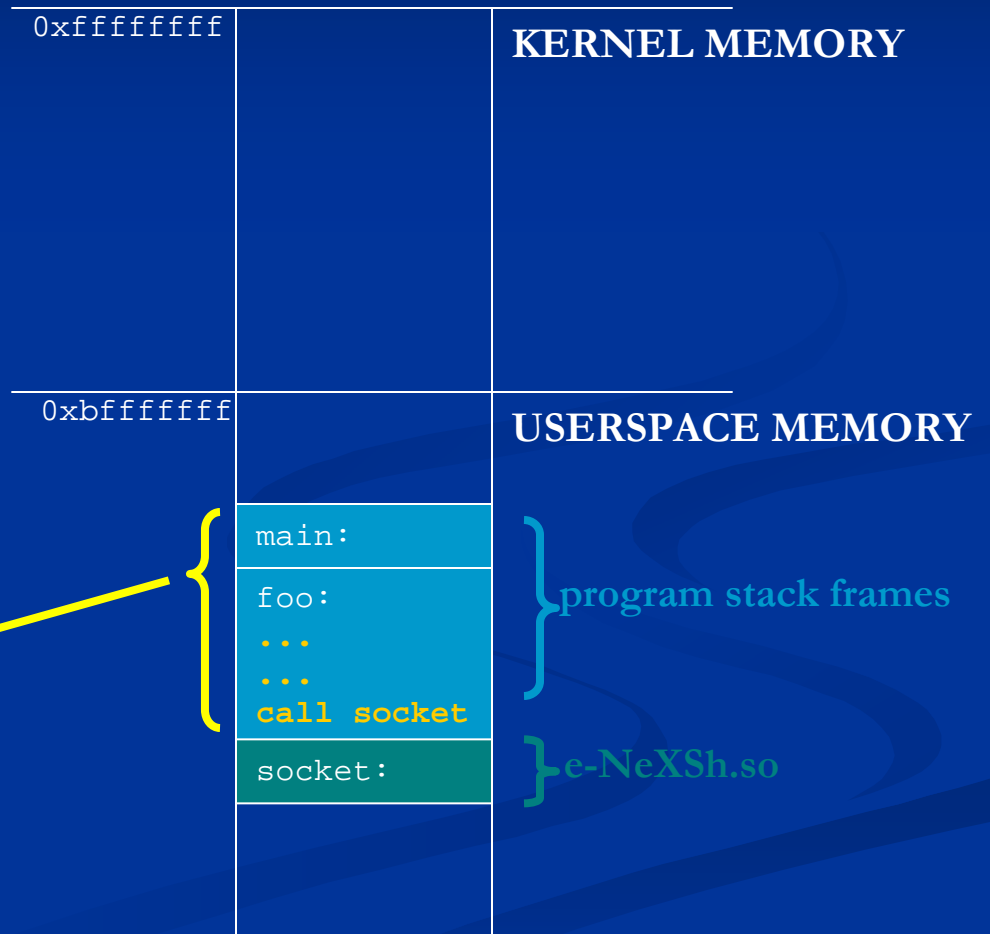 0xffffffff
KERNEL MEMORY
0xbfffffff
USERSPACE MEMORY
main:
foo:
...
...
call socket
program stack frames
socket:
e-NeXSh.so